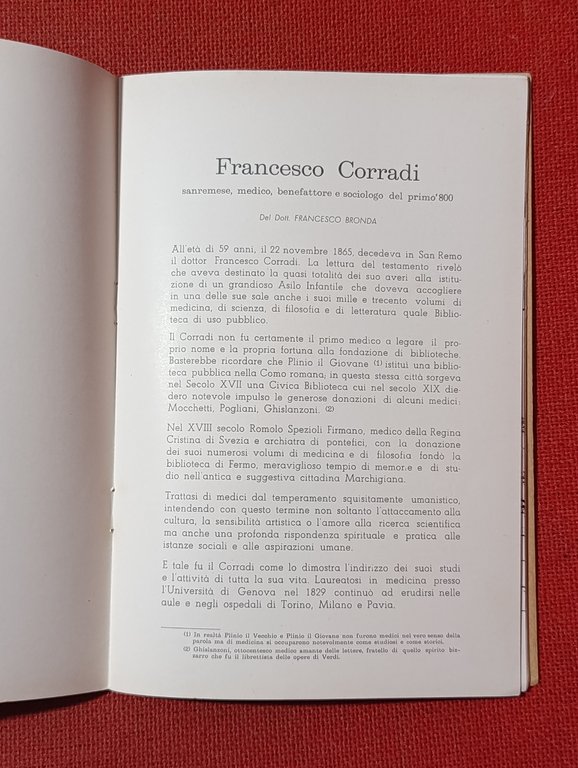 Francesco Corradi
sanremese, medico, benefattore e sociologo del primo '800
Del Dott. FRANCESCO BRONDA
All'età di 59 anni, il 22 novembre 1865, decedeva in San Remo
il dottor Francesco Corradi. La lettura del testamento rivelò
che aveva destinato la quasi totalità dei suoi averi alla istitu-
zione di un grandioso Asilo Infantile che doveva accogliere
in una delle sue sale anche i suoi mille e trecento volumi di
medicina, di scienza, di filosofia e di letteratura quale Biblio-
teca di uso pubblico.
Il Corradi non fu certamente il primo medico a legare il pro-
prio nome e la propria fortuna alla fondazione di biblioteche.
Basterebbe ricordare che Plinio il Giovane (1) istituì una biblio-
teca pubblica nella Como romana; in questa stessa città sorgeva
nel Secolo XVII una Civica Biblioteca cui nel secolo XIX die-
dero notevole impulso le generose donazioni di alcuni medici:
Mocchetti, Pogliani, Ghislanzoni. (2)
Nel XVIII secolo Romolo Spezioli Firmano, medico della Regina
Cristina di Svezia e archiatra di pontefici, con la donazione
dei suoi numerosi volumi di medicina e di filosofia fondò la
biblioteca di Fermo, meraviglioso tempio di memor.e e di stu-
dio nell'antica e suggestiva cittadina Marchigiana.
Trattasi di medici dal temperamento squisitamente umanistico,
intendendo con questo termine non soltanto l'attaccamento alla
cultura, la sensibilità artistica o l'amore alla ricerca scientifica
ma anche una profonda rispondenza spirituale e pratica alle
istanze sociali e alle aspirazioni umane.
E tale fu il Corradi come lo dimostra l'indirizzo dei suoi studi
e l'attività di tutta la sua vita. Laureatosi in medicina presso
l'Università di Genova nel 1829 continuò ad erudirsi nelle
aule e negli ospedali di Torino, Milano e Pavia.
(1) In realtà Plinio il Vecchio e Plinio il Giovane non furono medici nel vero senso della
parola ma di medicina si occuparono notevolmente come studiosi e come storici.
(2) Ghislanzoni, ottocentesco medico amante delle lettere, fratello di quello spirito biz-
zarro che fu il librettista delle opere di Verdi.